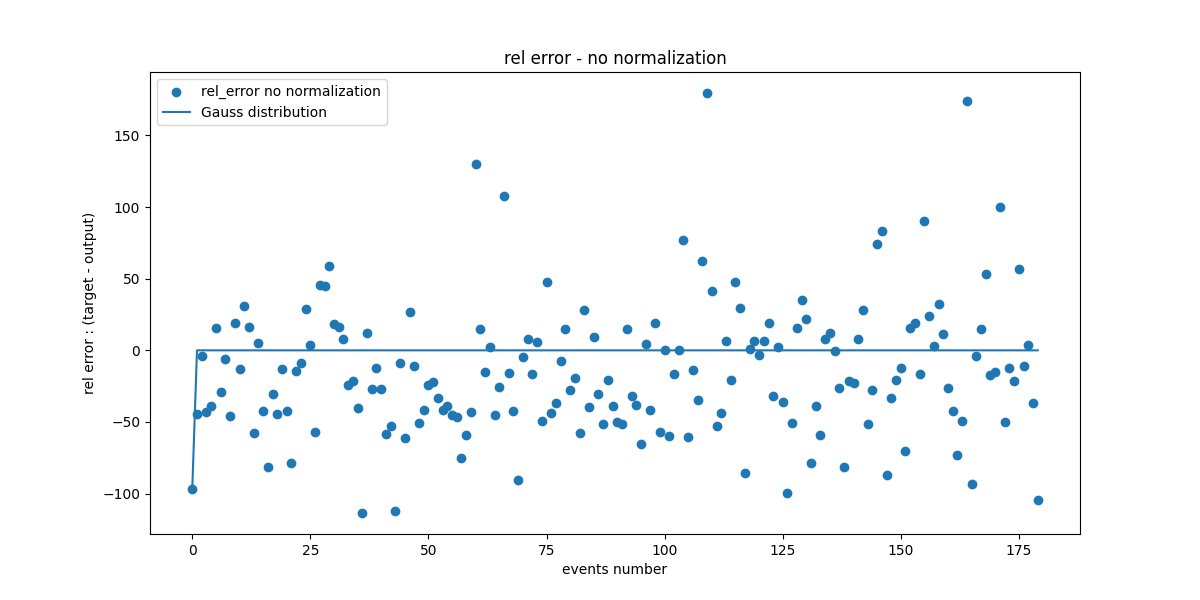 rel error - no normalization
rel_error no normalization
Gauss distribution
rel error : (target - output)
150
100
50
0
−50
−100
0 25 50 75 100 125 150 175
events number